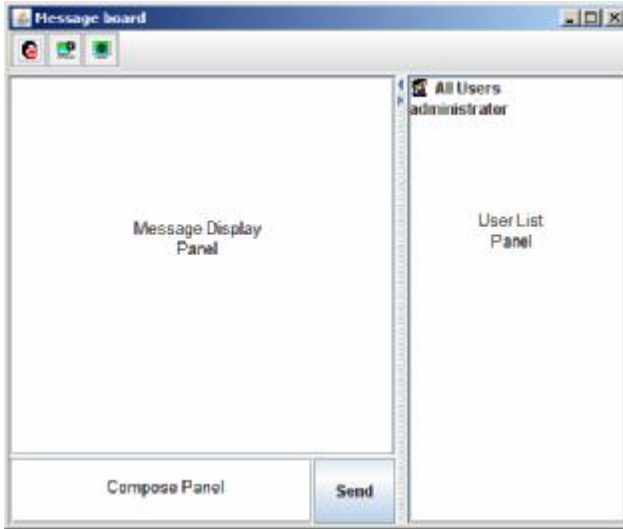 Message board
All Users
administrator
Message Display
Panel
User List
Panel
Compose Panel
Send